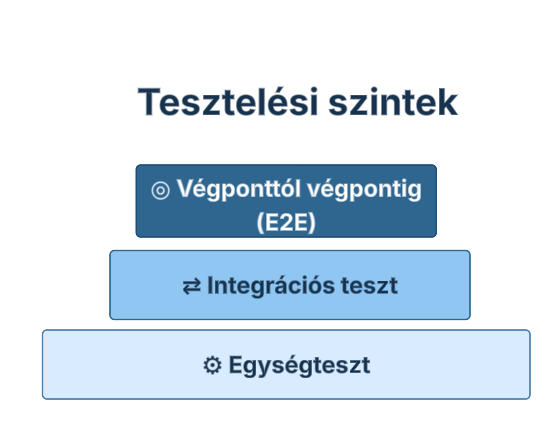 Tesztelési szintek
◎ Végponttól végpontig
(E2E)
⇄ Integrációs teszt
⚙ Egységteszt